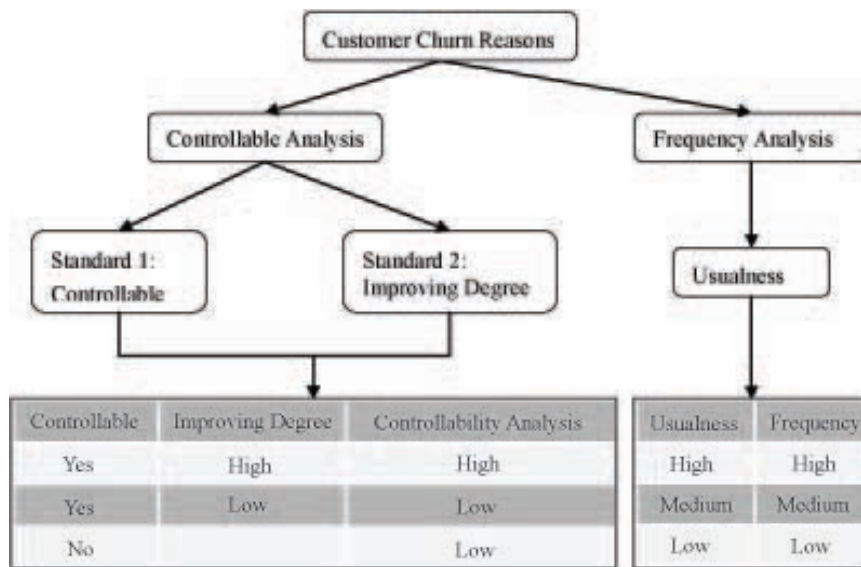 Customer Churn Reasons
Controllable Analysis
Frequency Analysis
Standard 1:
Controllable
Standard 2:
Improving Degree
Usualness
Controllable Improving Degree Controllability Analysis
Yes High High
Yes Low Low
No Low
Usualness Frequency
High High
Medium Medium
Low Low